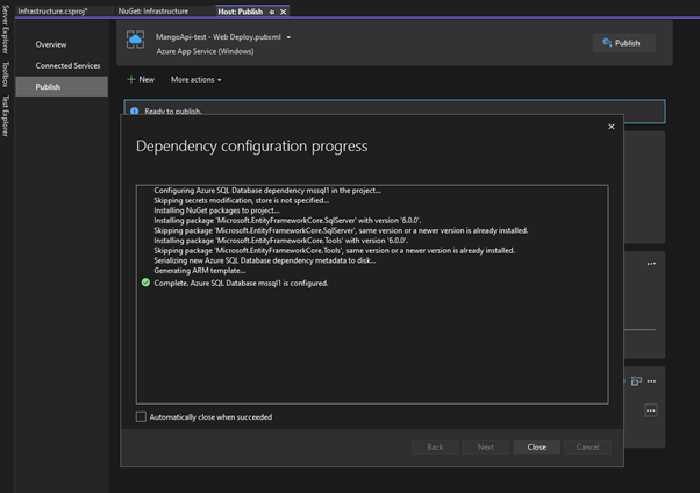 Infrastructure.csproj*
NuGet: Infrastructure
Host: Publish
Server Explorer
Toolbox
Test Explorer
Overview
Connected Services
Publish
MangoApi-test - Web Deploy.pubxml
Azure App Service (Windows)
Publish
New
More actions
Ready to publish.
Dependency configuration progress
Configuring Azure SQL Database dependency mssql1 in the project...
Skipping secrets modification, store is not specified...
Installing NuGet packages to project...
Installing package 'Microsoft.EntityFrameworkCore.SqlServer' with version '6.0.0'.
Skipping package 'Microsoft.EntityFrameworkCore.SqlServer', same version or a newer version is already installed.
Installing package 'Microsoft.EntityFrameworkCore.Tools' with version '6.0.0'.
Skipping package 'Microsoft.EntityFrameworkCore.Tools', same version or a newer version is already installed.
Serializing new Azure SQL Database dependency metadata to disk...
Generating ARM template...
Complete. Azure SQL Database mssql1 is configured.
Automatically close when succeeded
Back
Next
Close
Cancel